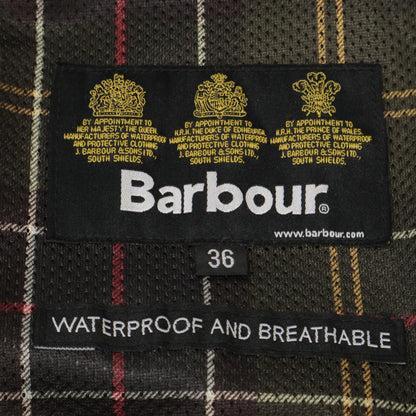 BY APPOINTMENT TO
HER MAJESTY THE QUEEN
MANUFACTURERS OF WATERPROOF
AND PROTECTIVE CLOTHING
J. BARBOUR & SONS LTD.,
SOUTH SHIELDS.
BY APPOINTMENT TO
H.R.H. THE DUKE OF EDINBURGH
MANUFACTURERS OF WATERPROOF
AND PROTECTIVE CLOTHING
J. BARBOUR & SONS LTD.,
SOUTH SHIELDS.
BY APPOINTMENT TO
H.R.H. THE PRINCE OF WALES.
MANUFACTURERS OF WATERPROOF
AND PROTECTIVE CLOTHING
J. BARBOUR & SONS LTD.,
SOUTH SHIELDS.
Barbour®
www.barbour.com
36
WATERPROOF AND BREATHABLE